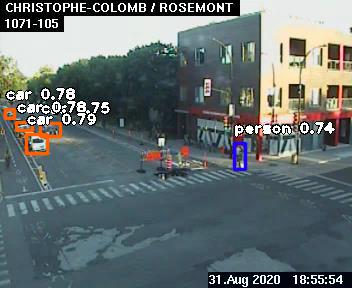 CHRISTOPHE-COLOMB / ROSEMONT
1071-105
car 0.78
car 0.78
0.75
car 0.79
person 0.74
31.Aug 2020 18:55:54